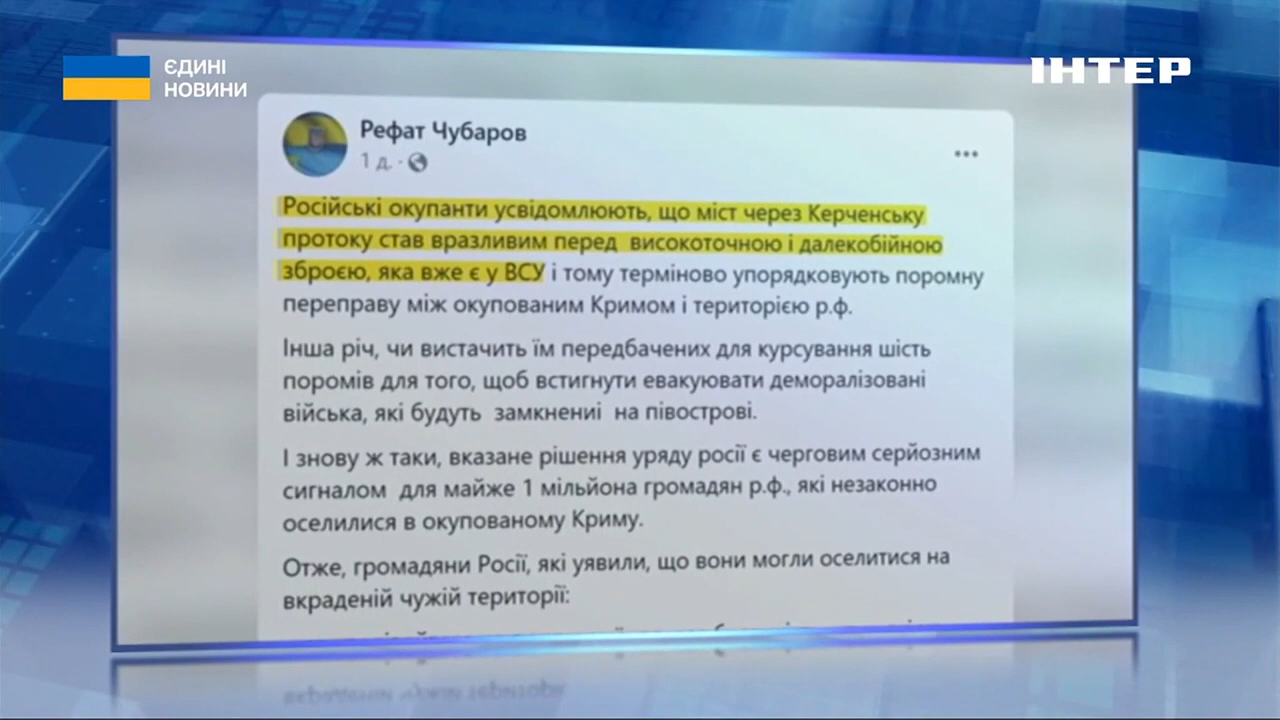 ЄДИНІ
НОВИНИ
ІНТЕР
Рефат Чубаров
1 д. ·
Російські окупанти усвідомлюють, що міст через Керченську
протоку став вразливим перед високоточною і далекобійною
зброєю, яка вже є у ВСУ і тому терміново упорядковують поромну
переправу між окупованим Кримом і територією р.ф.
Інша річ, чи вистачить їм передбачених для курсування шість
поромів для того, щоб встигнути евакуювати деморалізовані
війська, які будуть замкнениі на півострові.
І знову ж таки, вказане рішення уряду росії є черговим серйозним
сигналом для майже 1 мільйона громадян р.ф., які незаконно
оселилися в окупованому Криму.
Отже, громадяни Росії, які уявили, що вони могли оселитися на
вкраденій чужій території: